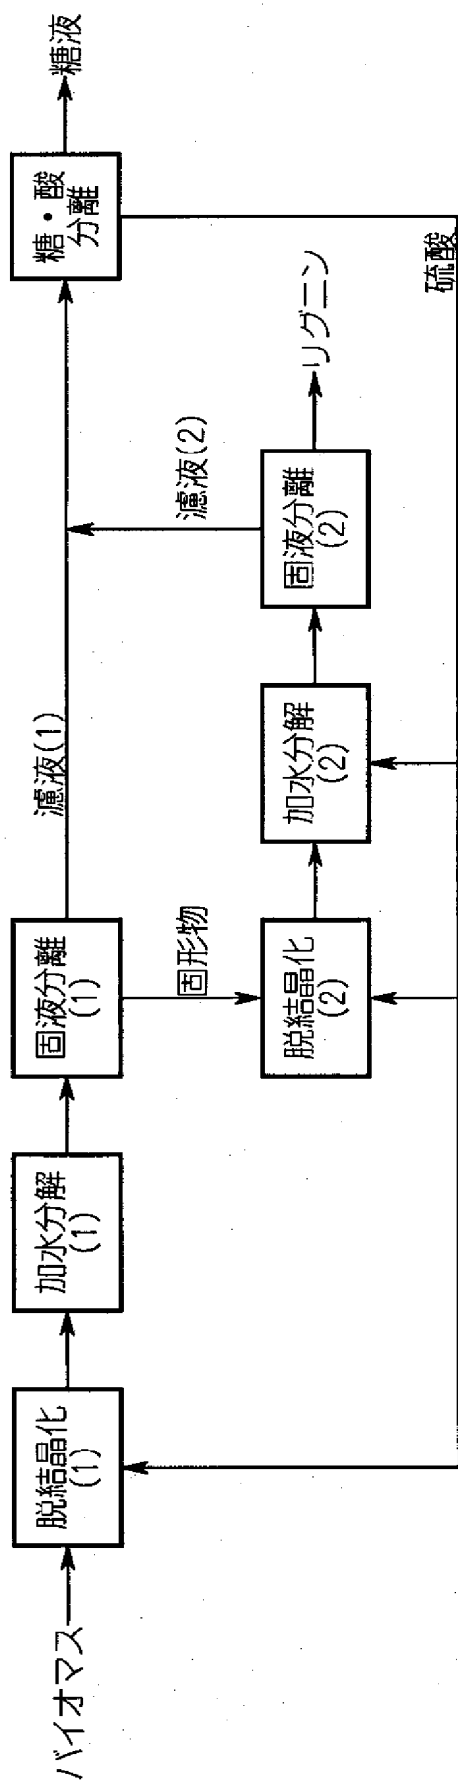 バイオマス
脱結晶化
(1)
加水分解
(1)
固液分離
(1)
濾液(1)
糖・酸
分離
糖液
固形物
脱結晶化
(2)
加水分解
(2)
固液分離
(2)
濾液(2)
リグニン
硫酸